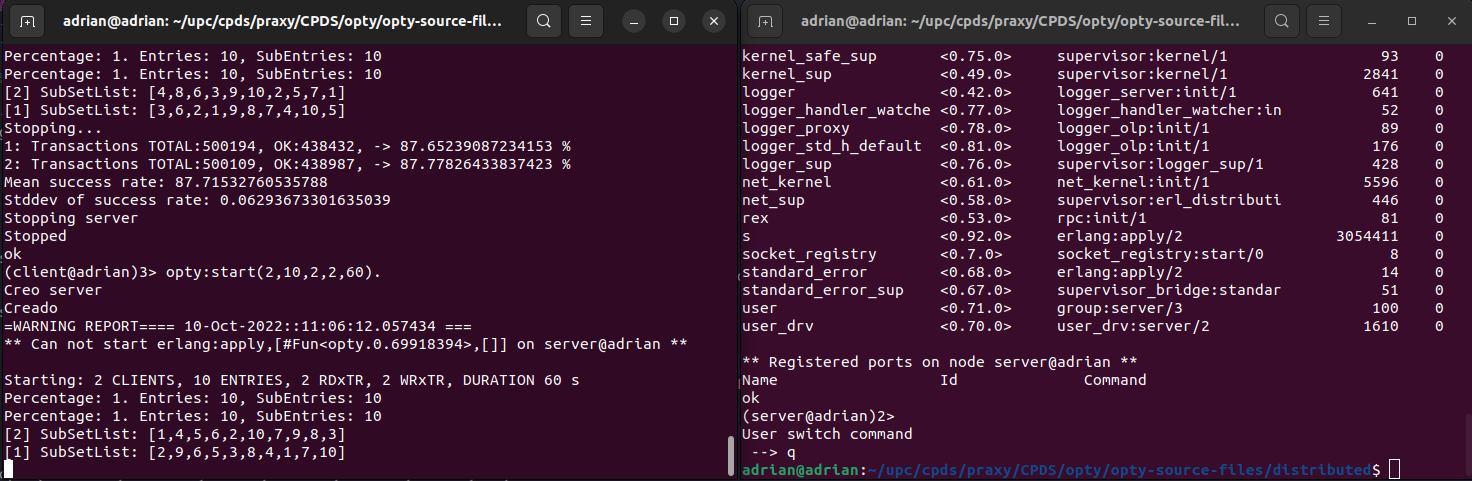 adrian@adrian: ~/upc/cpds/praxy/CPDS/opty/opty-source-fil...
Percentage: 1. Entries: 10, SubEntries: 10
Percentage: 1. Entries: 10, SubEntries: 10
[2] SubSetList: [4,8,6,3,9,10,2,5,7,1]
[1] SubSetList: [3,6,2,1,9,8,7,4,10,5]
Stopping...
1: Transactions TOTAL:500194, OK:438432, -> 87.65239087234153 %
2: Transactions TOTAL:500109, OK:438987, -> 87.77826433837423 %
Mean success rate: 87.71532760535788
Stddev of success rate: 0.06293673301635039
Stopping server
Stopped
ok
(client@adrian)3> opty:start(2,10,2,2,60).
Creo server
Creado
=WARNING REPORT==== 10-Oct-2022::11:06:12.057434 ===
** Can not start erlang:apply,[#Fun<opty.0.69918394>,[]] on server@adrian **
Starting: 2 CLIENTS, 10 ENTRIES, 2 RDxTR, 2 WRxTR, DURATION 60 s
Percentage: 1. Entries: 10, SubEntries: 10
Percentage: 1. Entries: 10, SubEntries: 10
[2] SubSetList: [1,4,5,6,2,10,7,9,8,3]
[1] SubSetList: [2,9,6,5,3,8,4,1,7,10]
adrian@adrian: ~/upc/cpds/praxy/CPDS/opty/opty-source-fil...
kernel_safe_sup <0.75.0> supervisor:kernel/1 93 0
kernel_sup <0.49.0> supervisor:kernel/1 2841 0
logger <0.42.0> logger_server:init/1 641 0
logger_handler_watche <0.77.0> logger_handler_watcher:in 52 0
logger_proxy <0.78.0> logger_olp:init/1 89 0
logger_std_h_default <0.81.0> logger_olp:init/1 176 0
logger_sup <0.76.0> supervisor:logger_sup/1 428 0
net_kernel <0.61.0> net_kernel:init/1 5596 0
net_sup <0.58.0> supervisor:erl_distributi 446 0
rex <0.53.0> rpc:init/1 81 0
s <0.92.0> erlang:apply/2 3054411 0
socket_registry <0.7.0> socket_registry:start/0 8 0
standard_error <0.68.0> erlang:apply/2 14 0
standard_error_sup <0.67.0> supervisor_bridge:standar 51 0
user <0.71.0> group:server/3 100 0
user_drv <0.70.0> user_drv:server/2 1610 0
** Registered ports on node server@adrian **
Name Id Command
ok
(server@adrian)2>
User switch command
--> q
adrian@adrian:~/upc/cpds/praxy/CPDS/opty/opty-source-files/distributed$